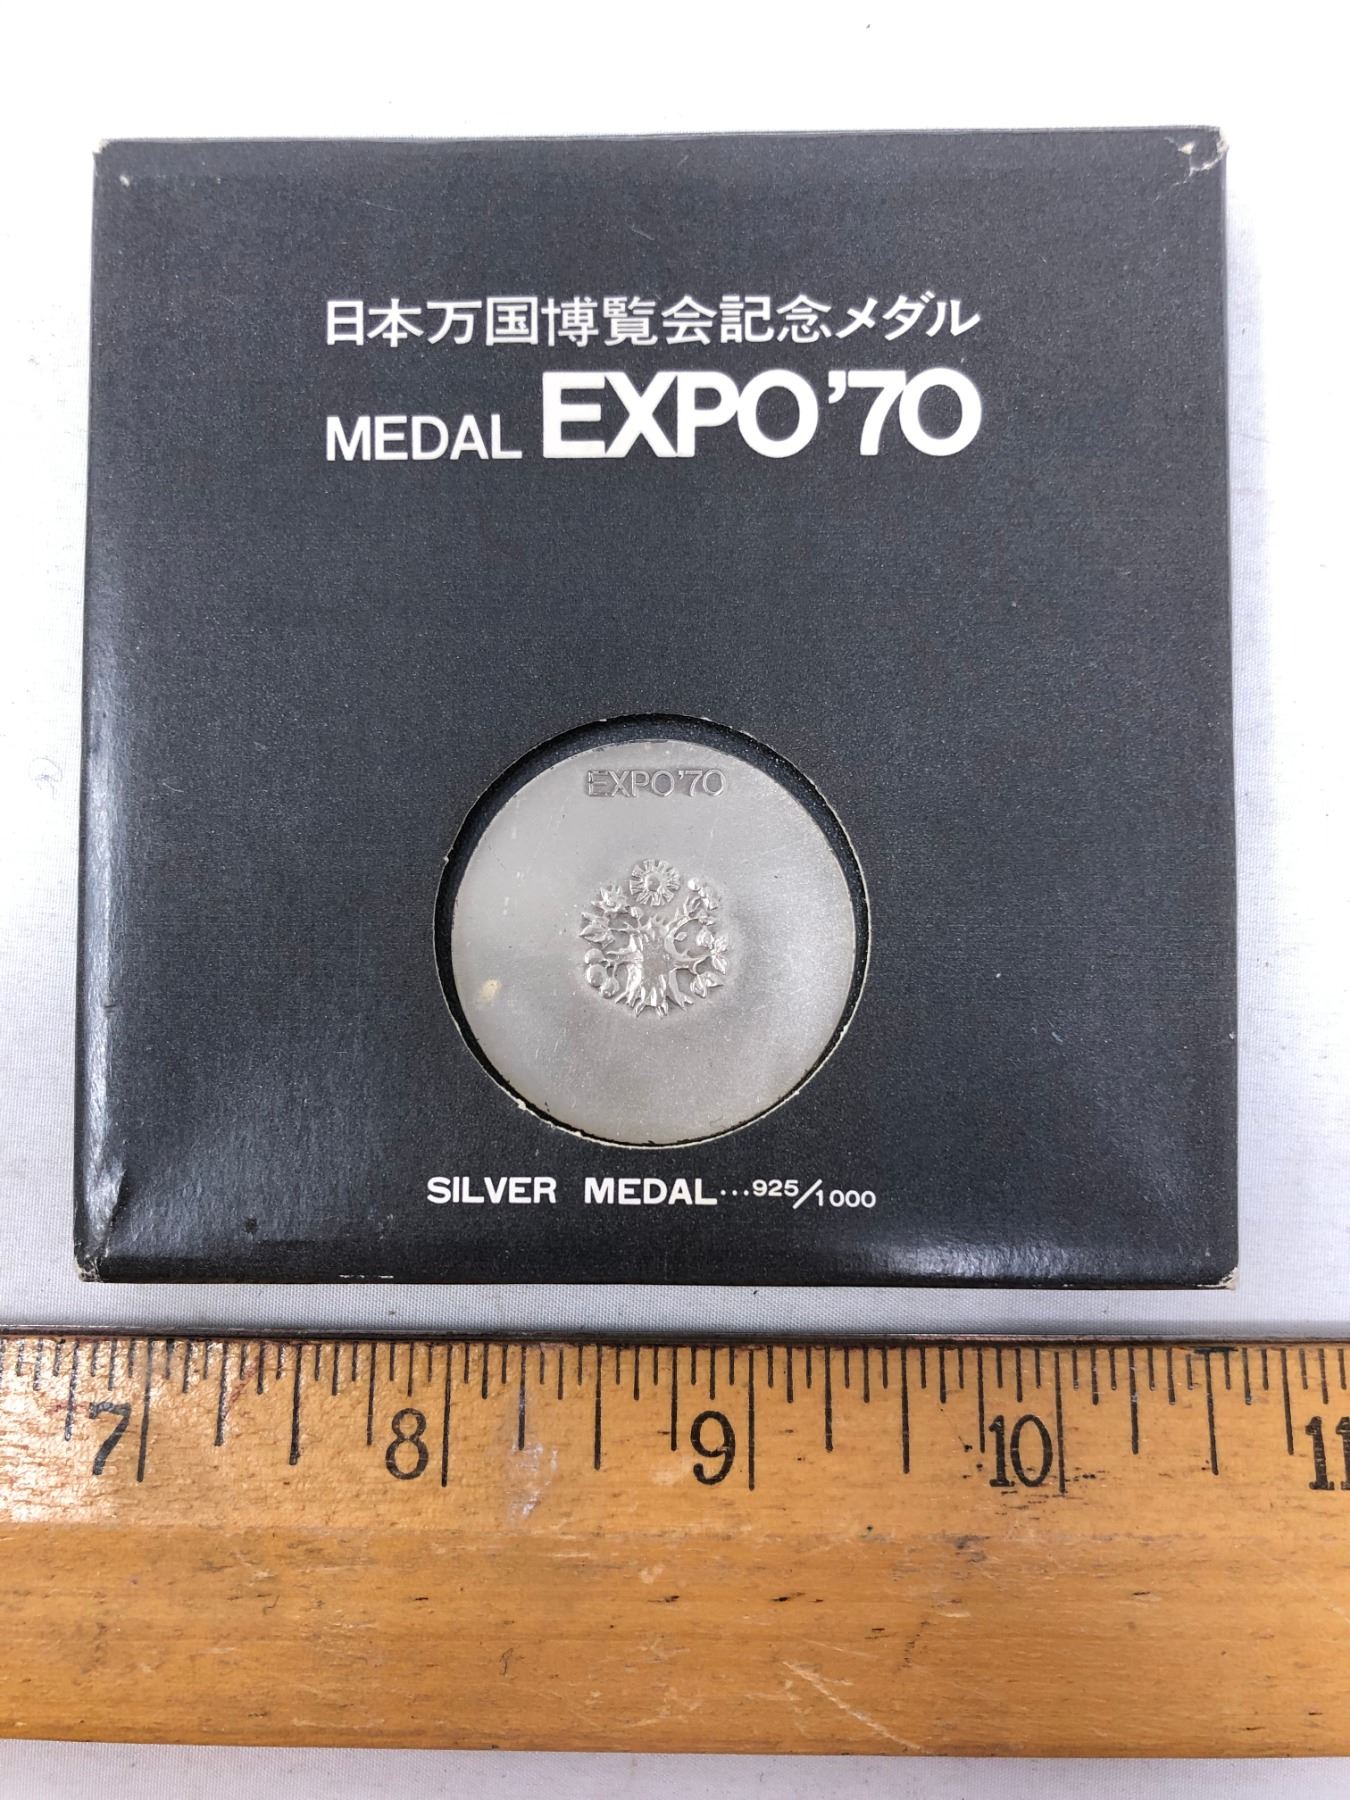 日本万国博覧会記念メダル
MEDAL EXPO'70
EXPO'70
SILVER MEDAL...925/1000
7 8 9 10 11